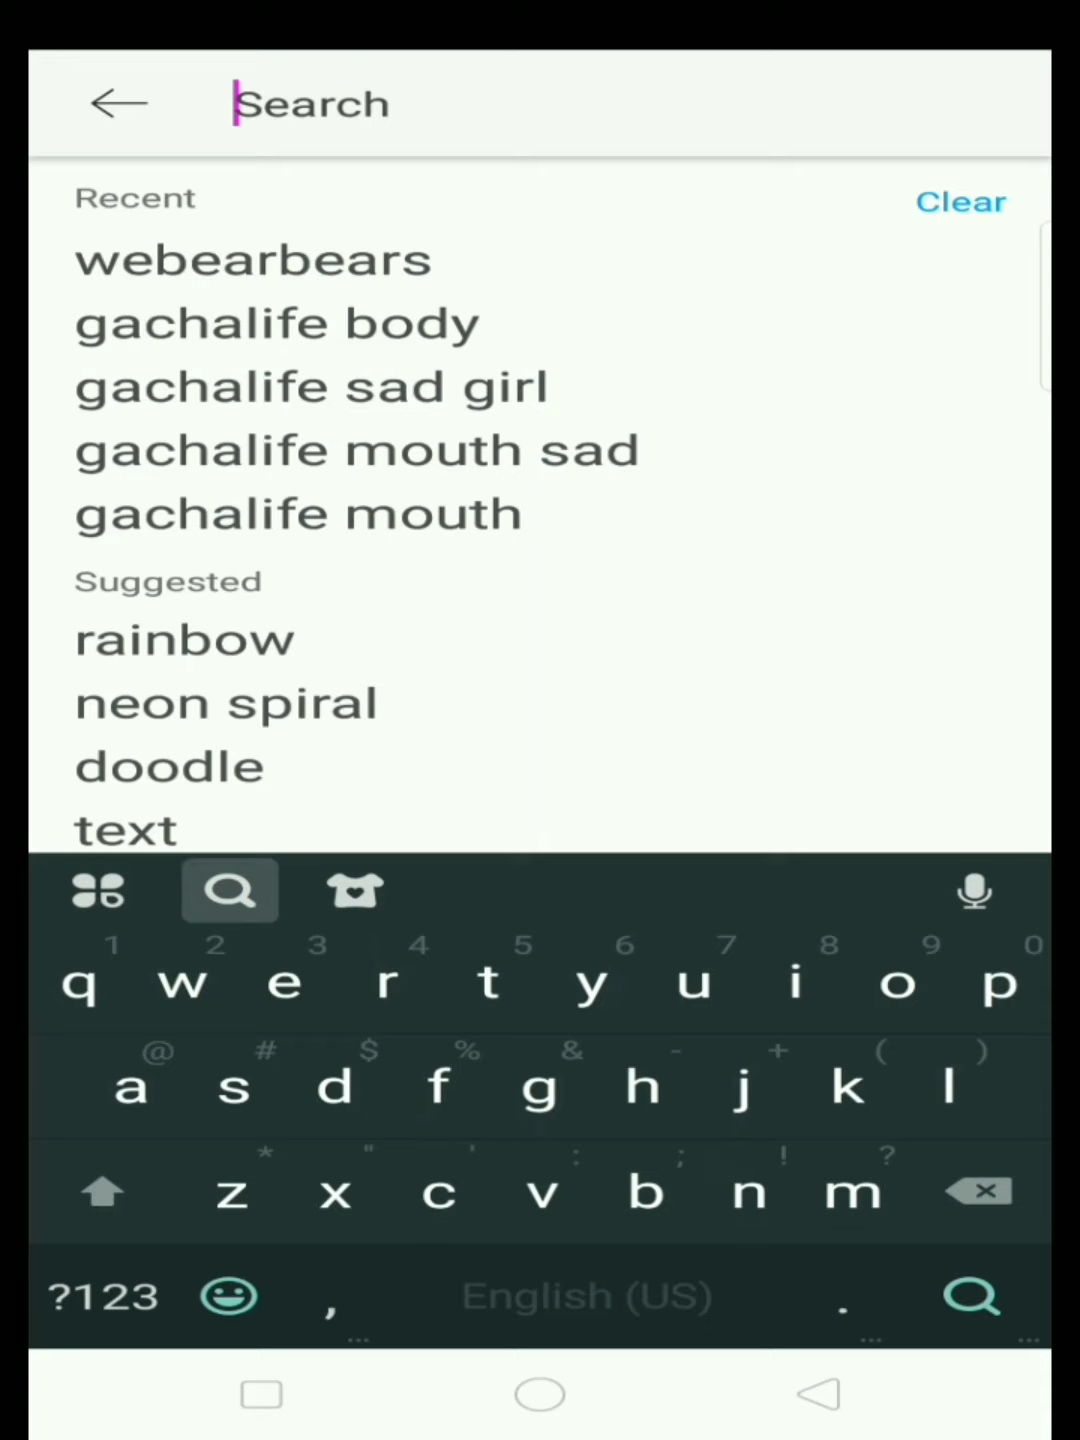 Search
Recent Clear
webearbears
gachalife body
gachalife sad girl
gachalife mouth sad
gachalife mouth
Suggested
rainbow
neon spiral
doodle
text
1 2 3 4 5 6 7 8 9 0
q w e r t y u i o p
@ # $ % & - + ( )
a s d f g h j k l
* " ' : ; ! ?
z x c v b n m
?123 , English (US) .